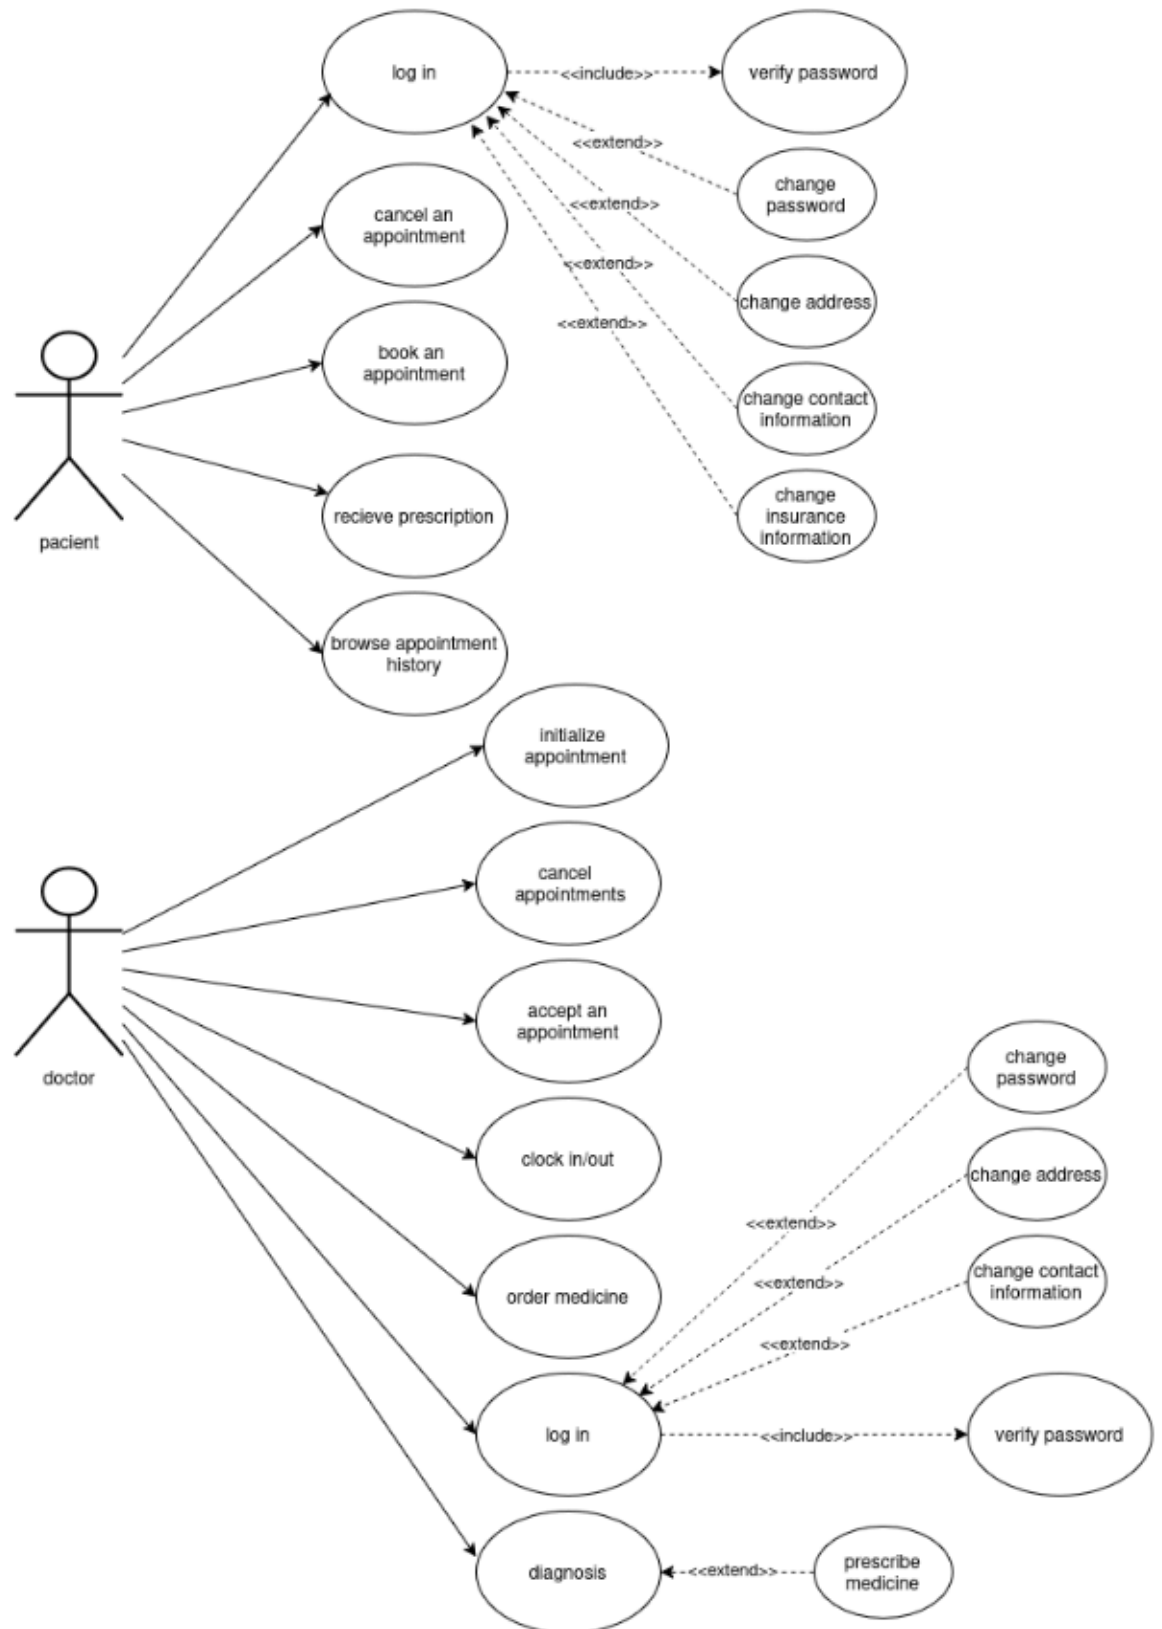 log in
<<include>>
verify password
<<extend>>
change
password
cancel an
appointment
<<extend>>
change address
<<extend>>
book an
appointment
<<extend>>
change contact
information
recieve prescription
change
insurance
information
pacient
browse appointment
history
initialize
appointment
cancel
appointments
accept an
appointment
doctor
change
password
clock in/out
change address
<<extend>>
<<extend>>
change contact
information
order medicine
<<extend>>
log in
<<include>>
verify password
diagnosis
<<extend>>
prescribe
medicine